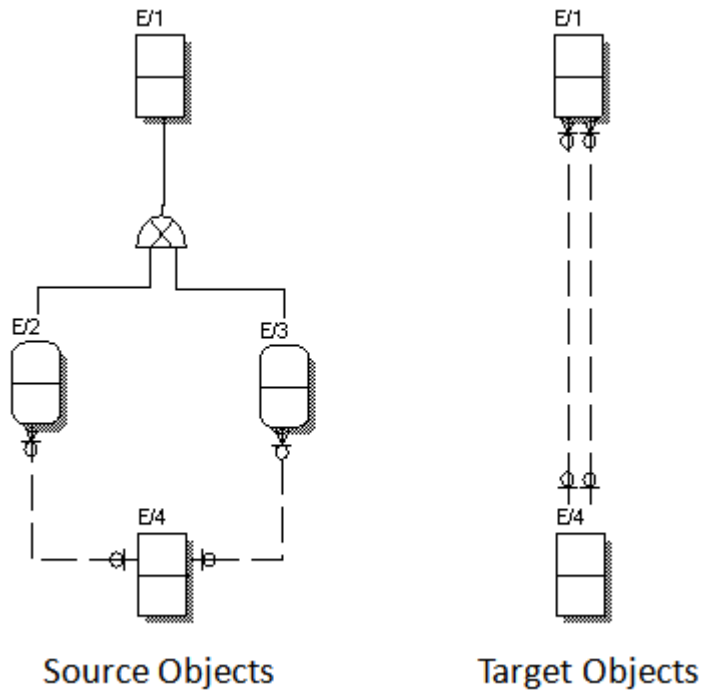 E/1
E/1
E/2
E/3
E/4
E/4
Source Objects
Target Objects